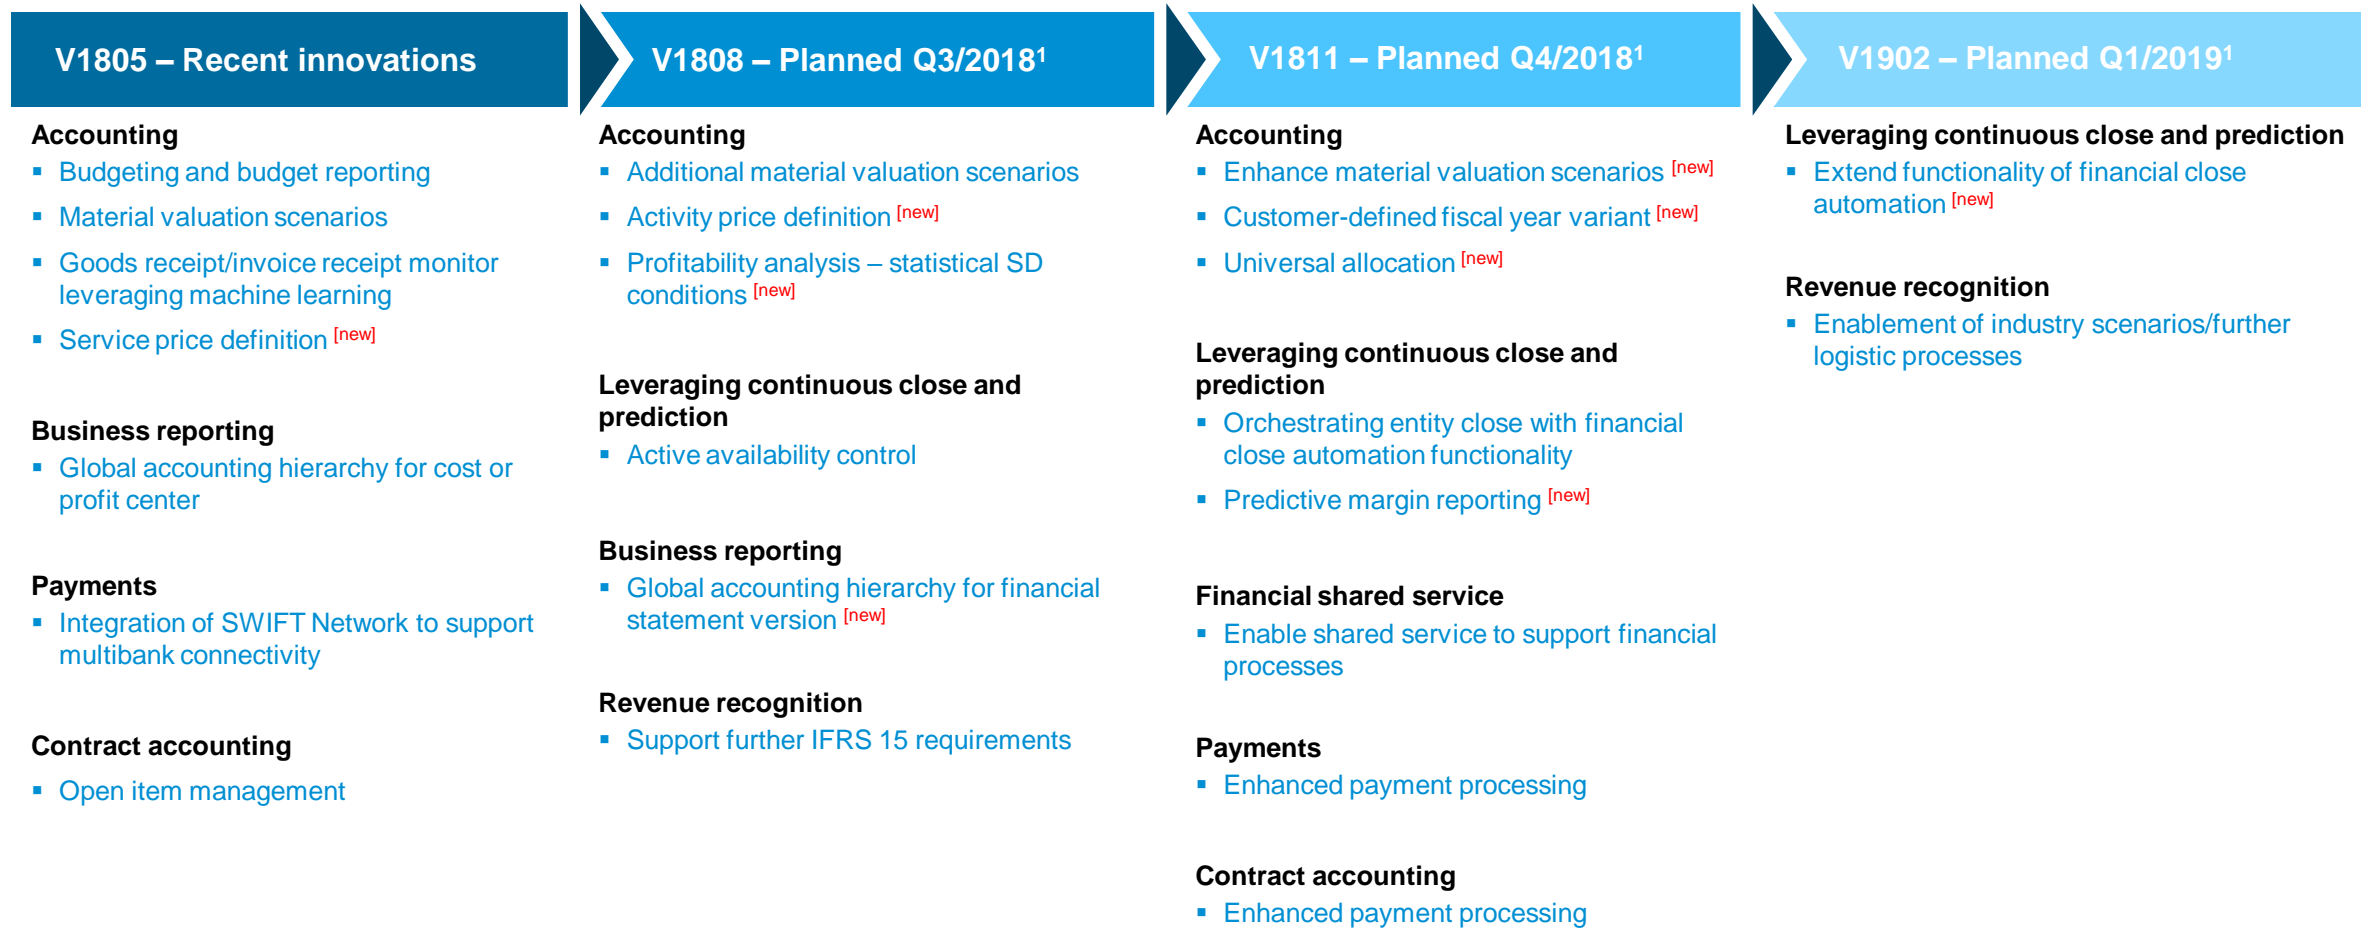 V1805 – Recent innovations
Accounting
▪ Budgeting and budget reporting
▪ Material valuation scenarios
▪ Goods receipt/invoice receipt monitor
leveraging machine learning
▪ Service price definition [new]
Business reporting
▪ Global accounting hierarchy for cost or
profit center
Payments
▪ Integration of SWIFT Network to support
multibank connectivity
Contract accounting
▪ Open item management
V1808 – Planned Q3/2018¹
Accounting
▪ Additional material valuation scenarios
▪ Activity price definition [new]
▪ Profitability analysis – statistical SD
conditions [new]
Leveraging continuous close and
prediction
▪ Active availability control
Business reporting
▪ Global accounting hierarchy for financial
statement version [new]
Revenue recognition
▪ Support further IFRS 15 requirements
V1811 – Planned Q4/2018¹
Accounting
▪ Enhance material valuation scenarios [new]
▪ Customer-defined fiscal year variant [new]
▪ Universal allocation [new]
Leveraging continuous close and
prediction
▪ Orchestrating entity close with financial
close automation functionality
▪ Predictive margin reporting [new]
Financial shared service
▪ Enable shared service to support financial
processes
Payments
▪ Enhanced payment processing
Contract accounting
▪ Enhanced payment processing
V1902 – Planned Q1/2019¹
Leveraging continuous close and prediction
▪ Extend functionality of financial close
automation [new]
Revenue recognition
▪ Enablement of industry scenarios/further
logistic processes